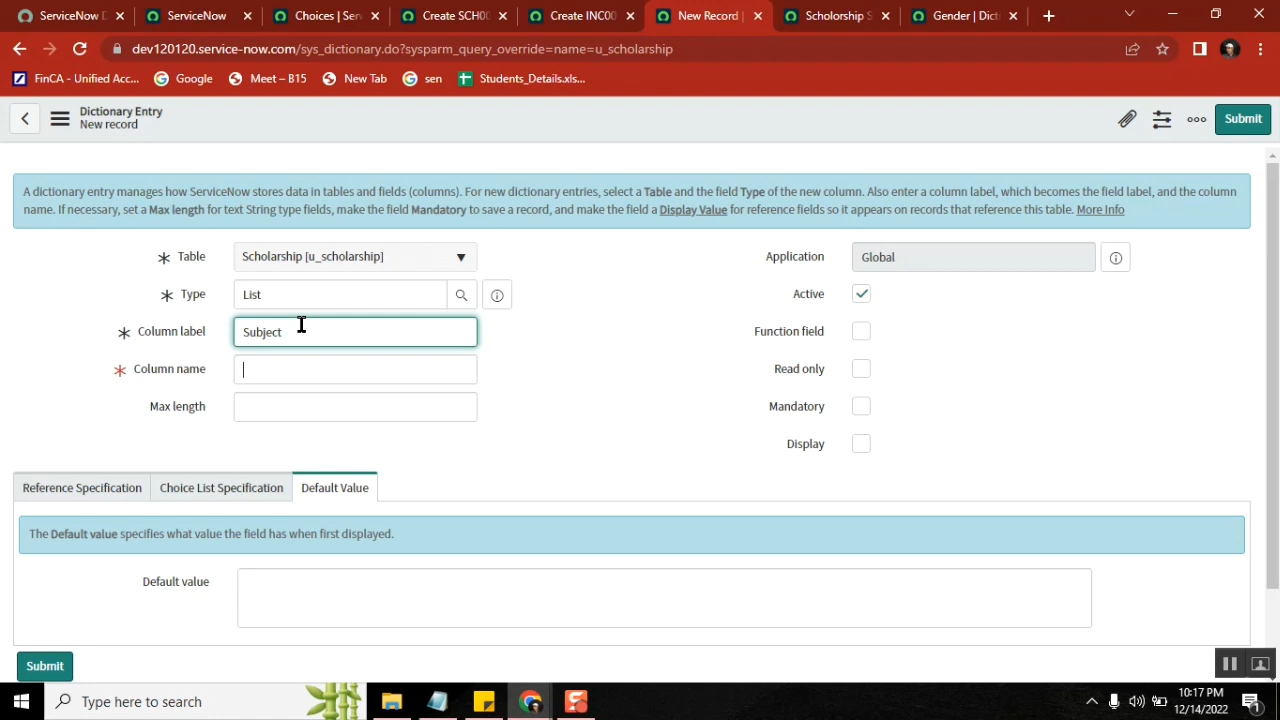 ServiceNow D
ServiceNow
Choices | Serv
Create SCH00
Create INC00
New Record |
Scholorship S
Gender | Dict
dev120120.service-now.com/sys_dictionary.do?sysparm_query_override=name=u_scholarship
FinCA - Unified Acc...
Google
Meet – B15
New Tab
sen
Students_Details.xls...
Dictionary Entry
New record
Submit
A dictionary entry manages how ServiceNow stores data in tables and fields (columns). For new dictionary entries, select a Table and the field Type of the new column. Also enter a column label, which becomes the field label, and the column
name. If necessary, set a Max length for text String type fields, make the field Mandatory to save a record, and make the field a Display Value for reference fields so it appears on records that reference this table. More Info
Table
Scholarship [u_scholarship]
Application
Global
Type
List
Active
Column label
Subject
Function field
Column name
Read only
Max length
Mandatory
Display
Reference Specification
Choice List Specification
Default Value
The Default value specifies what value the field has when first displayed.
Default value
Submit
Type here to search
10:17 PM
12/14/2022
1